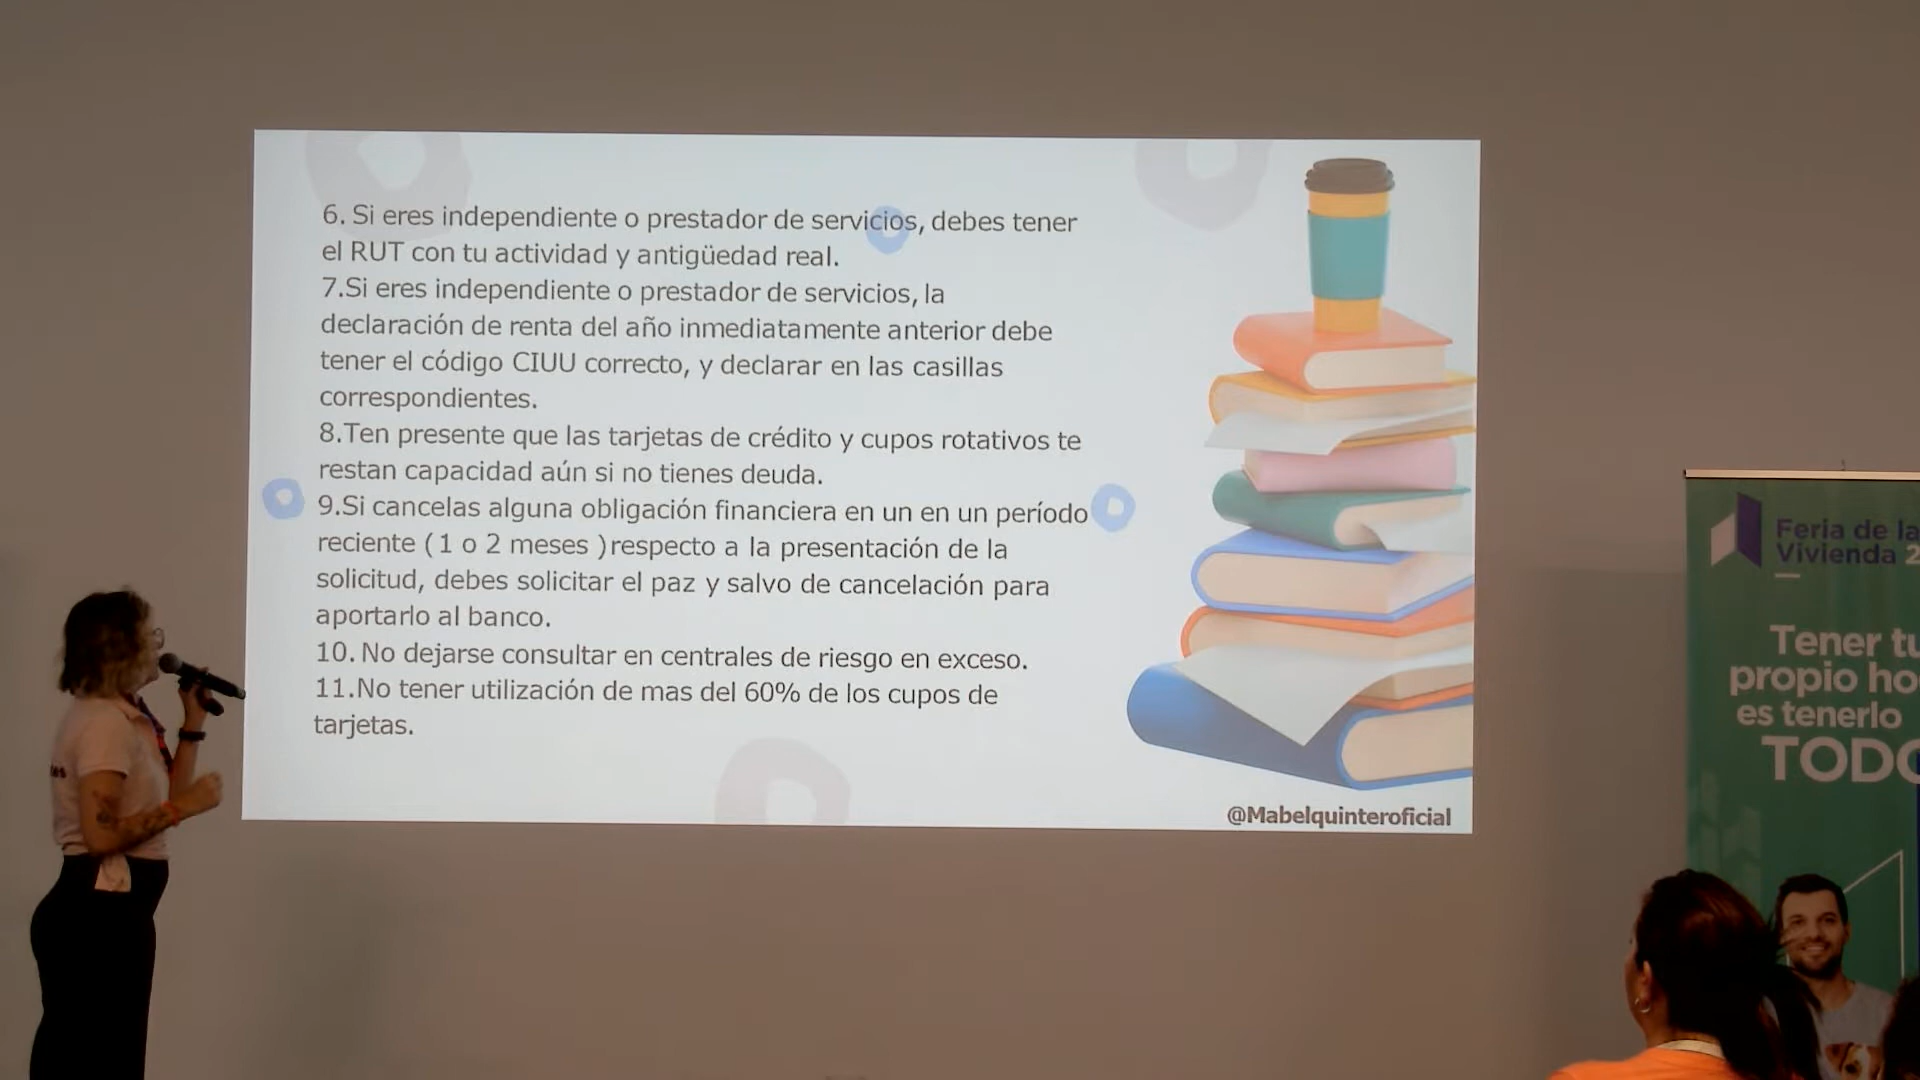 6. Si eres independiente o prestador de servicios, debes tener
el RUT con tu actividad y antigüedad real.
7.Si eres independiente o prestador de servicios, la
declaración de renta del año inmediatamente anterior debe
tener el código CIUU correcto, y declarar en las casillas
correspondientes.
8.Ten presente que las tarjetas de crédito y cupos rotativos te
restan capacidad aún si no tienes deuda.
9.Si cancelas alguna obligación financiera en un en un período
reciente (1 o 2 meses )respecto a la presentación de la
solicitud, debes solicitar el paz y salvo de cancelación para
aportarlo al banco.
10. No dejarse consultar en centrales de riesgo en exceso.
11.No tener utilización de mas del 60% de los cupos de
tarjetas.
@Mabelquinteroficial
Feria de la
Vivienda 2
Tener tu
propio ho
es tenerlo
TODO